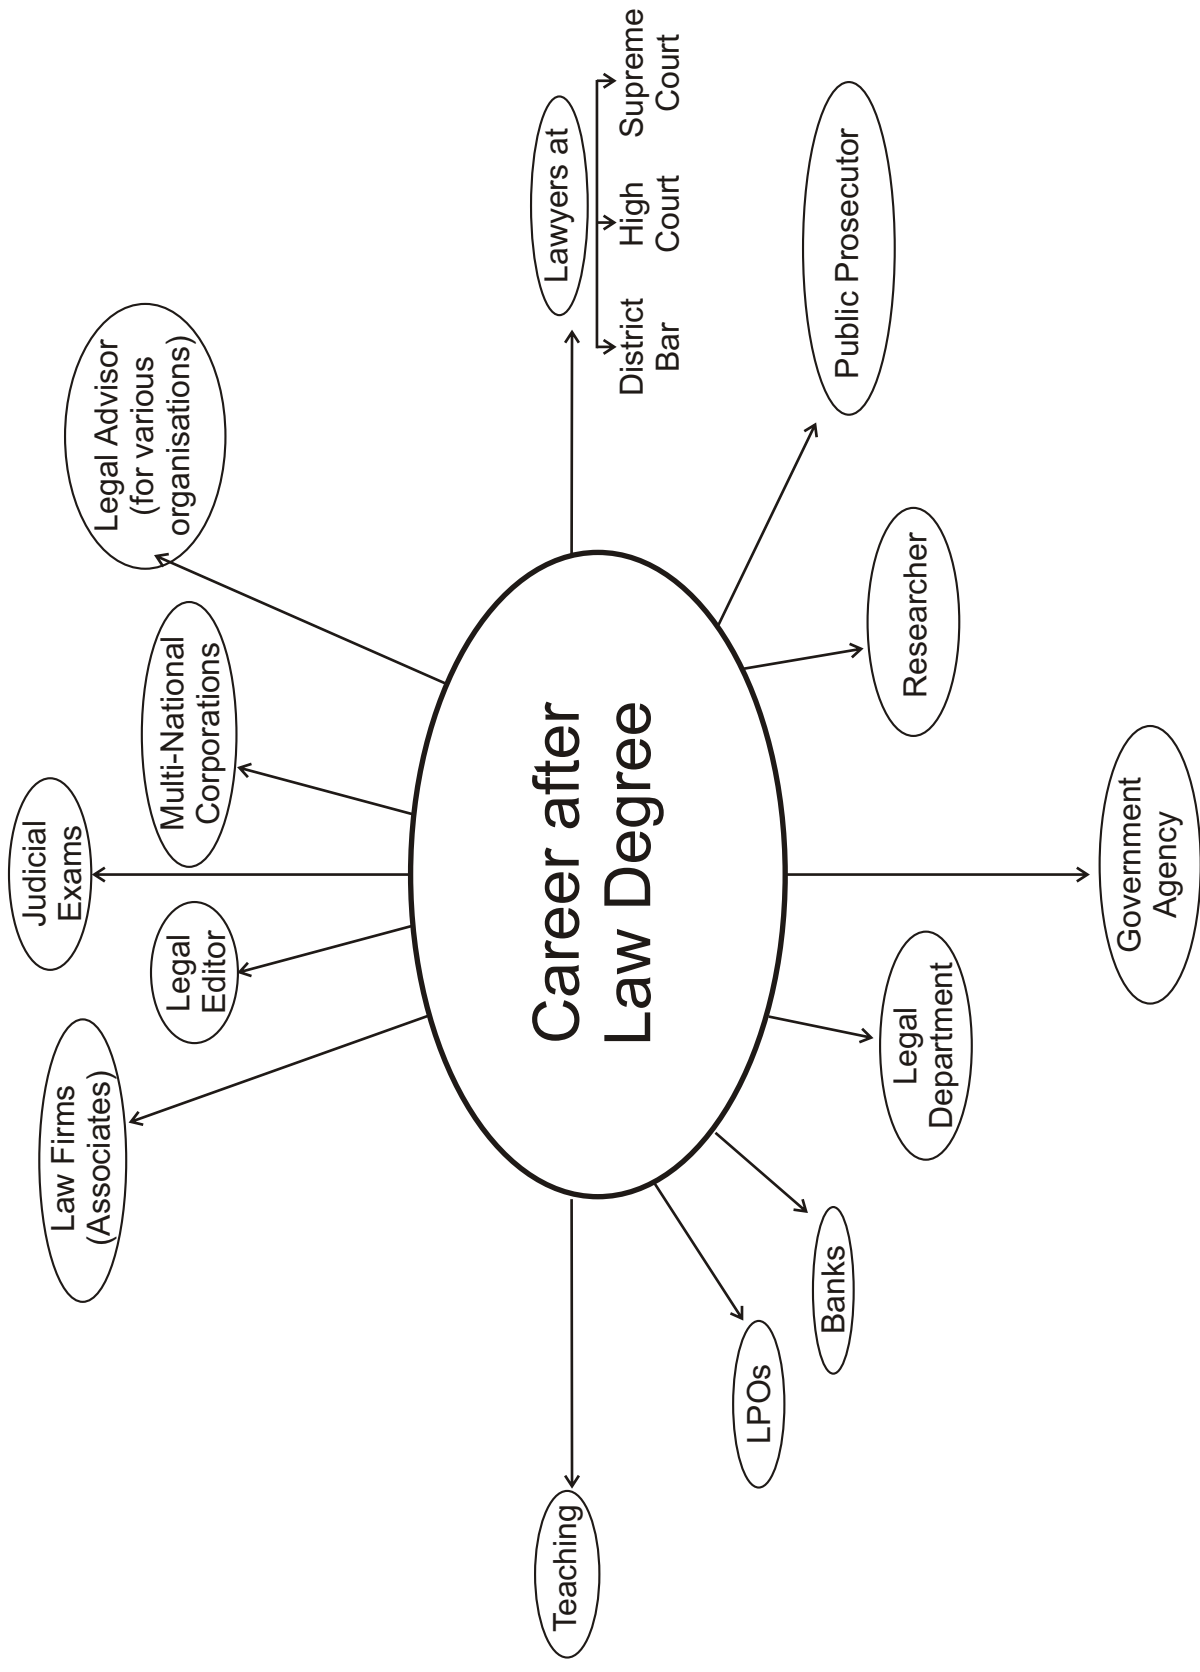 Law Firms
(Associates)
Legal
Editor
Judicial
Exams
Multi-National
Corporations
Legal Advisor
(for various
organisations)
Teaching
Career after
Law Degree
Lawyers at
District
Bar
High
Court
Supreme
Court
LPOs
Banks
Legal
Department
Government
Agency
Researcher
Public Prosecutor